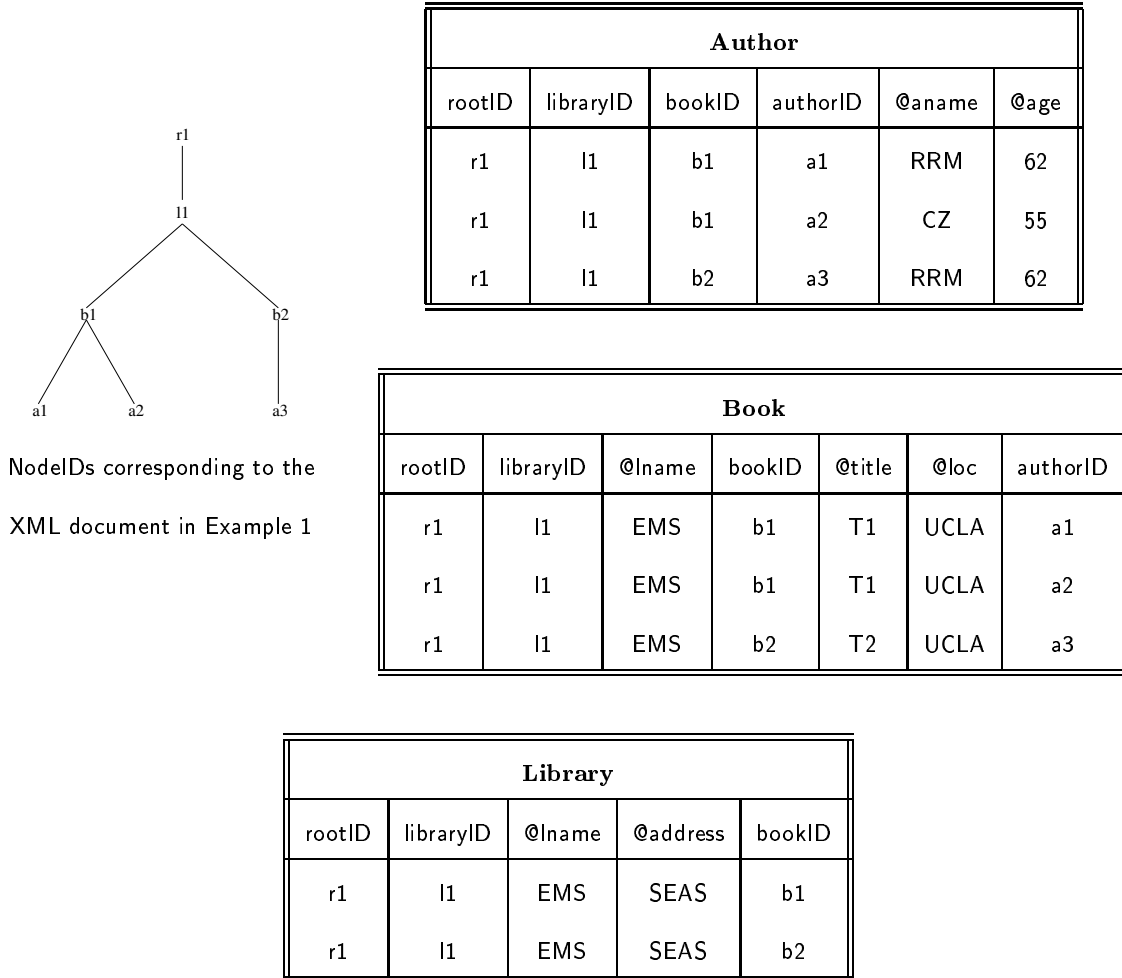 Author
rootID libraryID bookID authorID @aname @age
r1 l1 b1 a1 RRM 62
r1 l1 b1 a2 CZ 55
r1 l1 b2 a3 RRM 62
r1
l1
b1 b2
a1 a2 a3
NodeIDs corresponding to the
XML document in Example 1
Book
rootID libraryID @lname bookID @title @loc authorID
r1 l1 EMS b1 T1 UCLA a1
r1 l1 EMS b1 T1 UCLA a2
r1 l1 EMS b2 T2 UCLA a3
Library
rootID libraryID @lname @address bookID
r1 l1 EMS SEAS b1
r1 l1 EMS SEAS b2